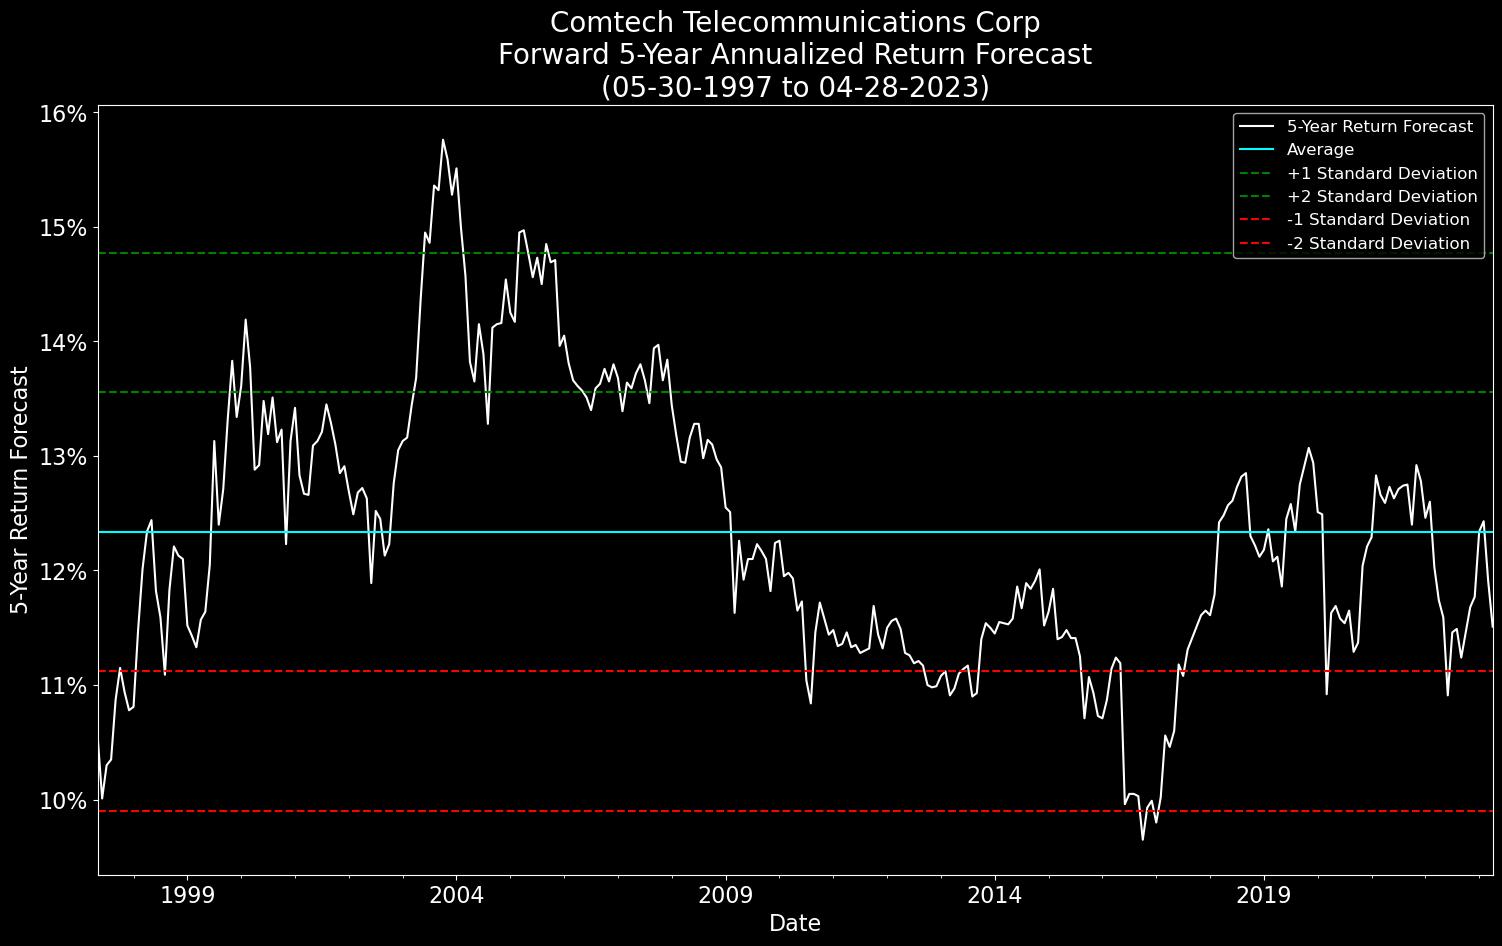 Comtech Telecommunications Corp
Forward 5-Year Annualized Return Forecast
(05-30-1997 to 04-28-2023)
16%
15%
14%
13%
12%
11%
10%
5-Year Return Forecast
5-Year Return Forecast
Average
+1 Standard Deviation
+2 Standard Deviation
-1 Standard Deviation
-2 Standard Deviation
1999
2004
2009
2014
2019
Date